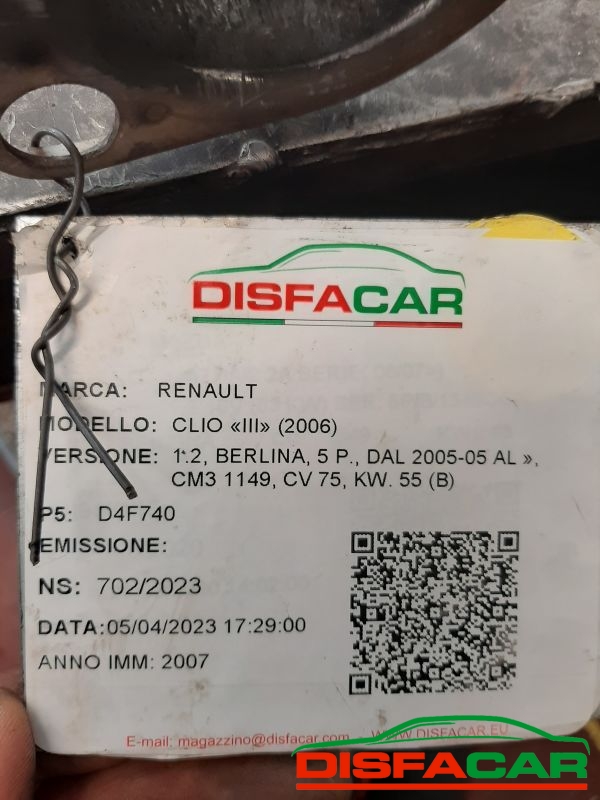 DISFACAR
MARCA: RENAULT
MODELLO: CLIO «III» (2006)
VERSIONE: 1.2, BERLINA, 5 P., DAL 2005-05 AL »,
CM3 1149, CV 75, KW. 55 (B)
P5: D4F740
EMISSIONE:
NS: 702/2023
DATA:05/04/2023 17:29:00
ANNO IMM: 2007
E-mail: magazzino@disfacar.com - WWW.DISFACAR.EU
DISFACAR